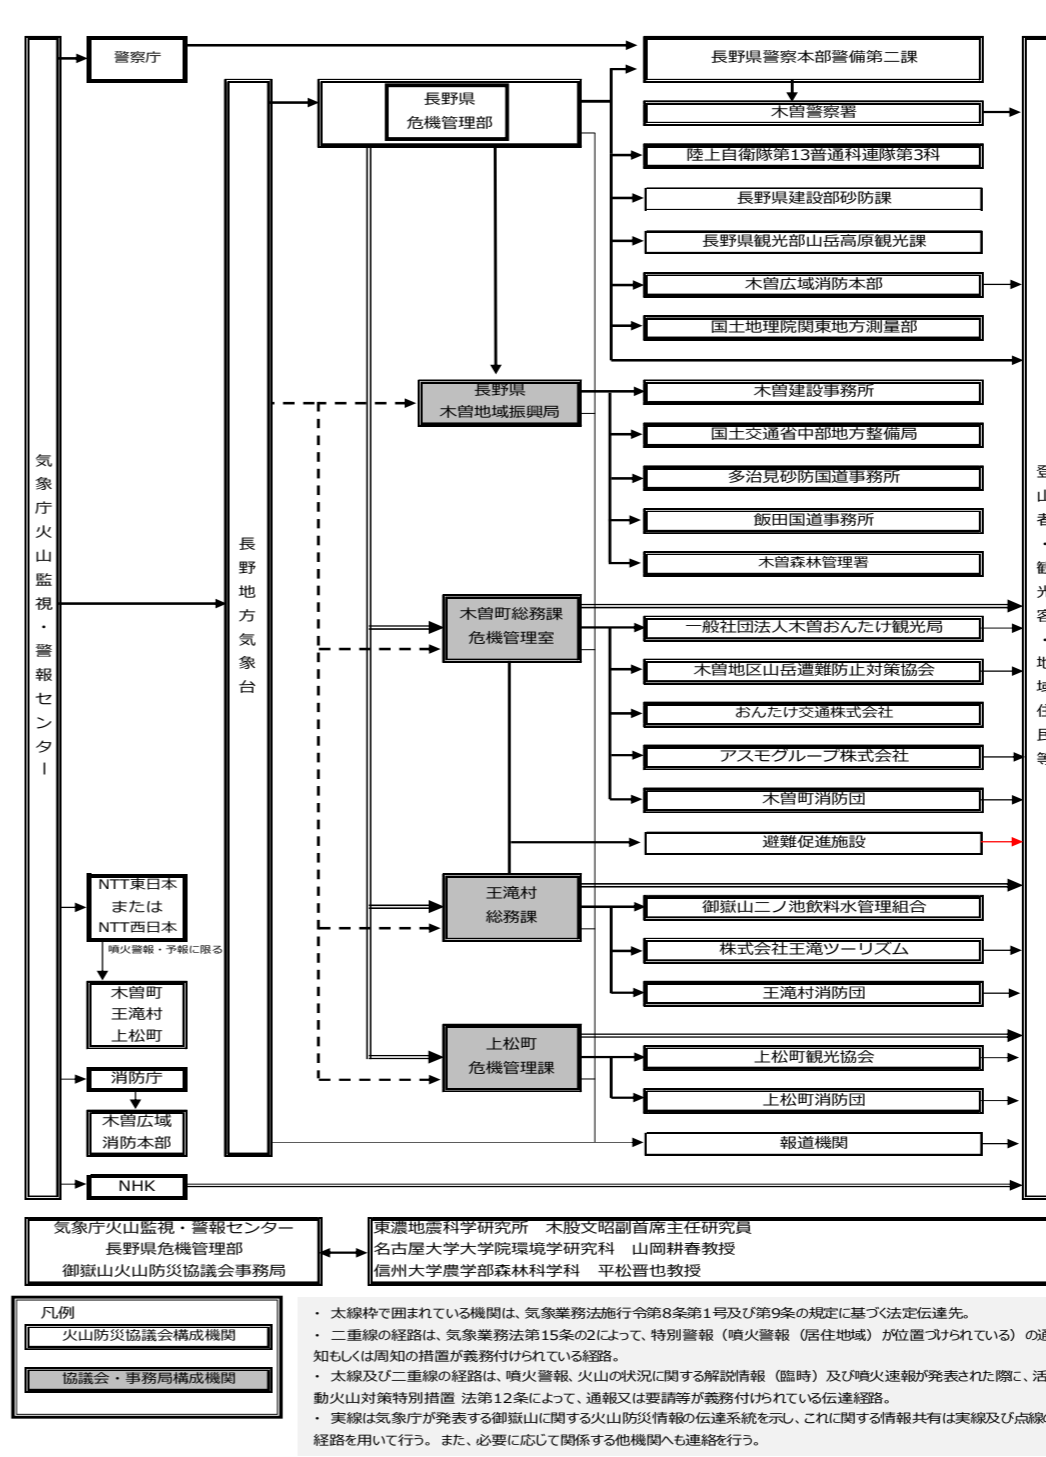 気象庁火山監視・警報センター
警察庁
長野地方気象台
長野県
危機管理部
長野県警察本部警備第二課
木曽警察署
陸上自衛隊第13普通科連隊第3科
長野県建設部砂防課
長野県観光部山岳高原観光課
木曽広域消防本部
国土地理院関東地方測量部
長野県
木曽地域振興局
木曽建設事務所
国土交通省中部地方整備局
多治見砂防国道事務所
飯田国道事務所
木曽森林管理署
木曽町総務課
危機管理室
一般社団法人木曽おんたけ観光局
木曽地区山岳遭難防止対策協会
おんたけ交通株式会社
アスモグループ株式会社
木曽町消防団
避難促進施設
王滝村
総務課
御嶽山二ノ池飲料水管理組合
株式会社王滝ツーリズム
王滝村消防団
上松町
危機管理課
上松町観光協会
上松町消防団
報道機関
登山者・観光客・地域住民等
NTT東日本
または
NTT西日本
噴火警報・予報に限る
木曽町
王滝村
上松町
消防庁
木曽広域
消防本部
NHK
気象庁火山監視・警報センター
長野県危機管理部
御嶽山火山防災協議会事務局
東濃地震科学研究所 木股文昭副首席主任研究員
名古屋大学大学院環境学研究科 山岡耕春教授
信州大学農学部森林科学科 平松晋也教授
凡例
火山防災協議会構成機関
協議会・事務局構成機関
・ 太線枠で囲まれている機関は、気象業務法施行令第8条第1号及び第9条の規定に基づく法定伝達先。
・ 二重線の経路は、気象業務法第15条の2によって、特別警報（噴火警報（居住地域）が位置づけられている）の通
知もしくは周知の措置が義務付けられている経路。
・ 太線及び二重線の経路は、噴火警報、火山の状況に関する解説情報（臨時）及び噴火速報が発表された際に、活
動火山対策特別措置 法第12条によって、通報又は要請等が義務付けられている伝達経路。
・ 実線は気象庁が発表する御嶽山に関する火山防災情報の伝達系統を示し、これに関する情報共有は実線及び点線の
経路を用いて行う。また、必要に応じて関係する他機関へも連絡を行う。